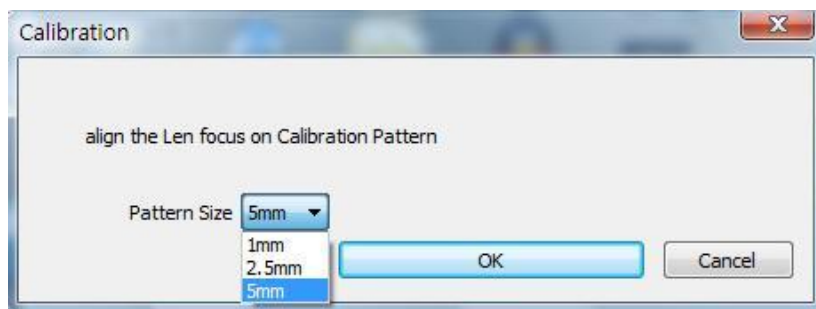 Calibration
align the Len focus on Calibration Pattern
Pattern Size 5mm
1mm
2.5mm
5mm
OK
Cancel